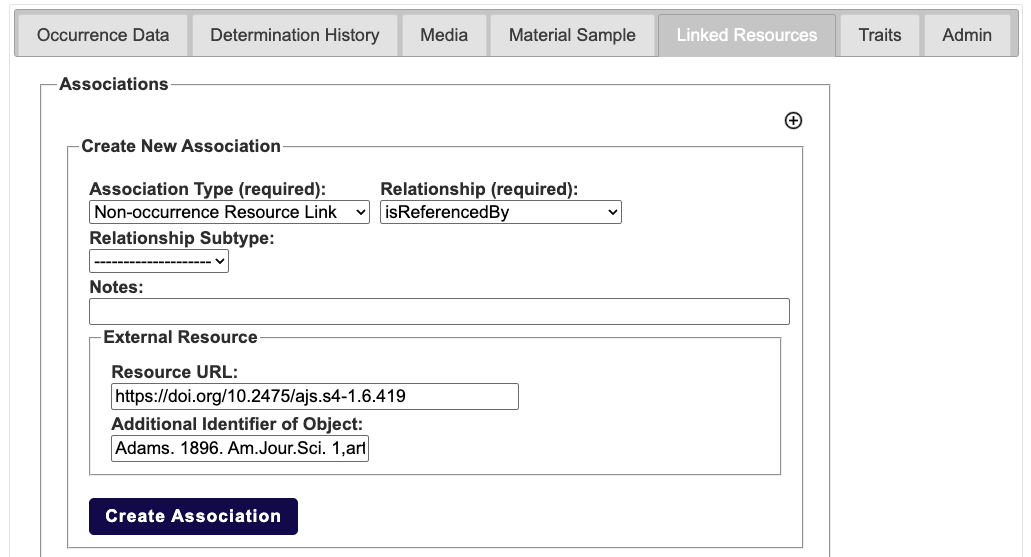 Occurrence Data Determination History Media Material Sample Linked Resources Traits Admin
Associations
Create New Association
Association Type (required): Relationship (required):
Non-occurrence Resource Link isReferencedBy
Relationship Subtype:
--------------------
Notes:
External Resource
Resource URL:
https://doi.org/10.2475/ajs.s4-1.6.419
Additional Identifier of Object:
Adams. 1896. Am.Jour.Sci. 1,art
Create Association